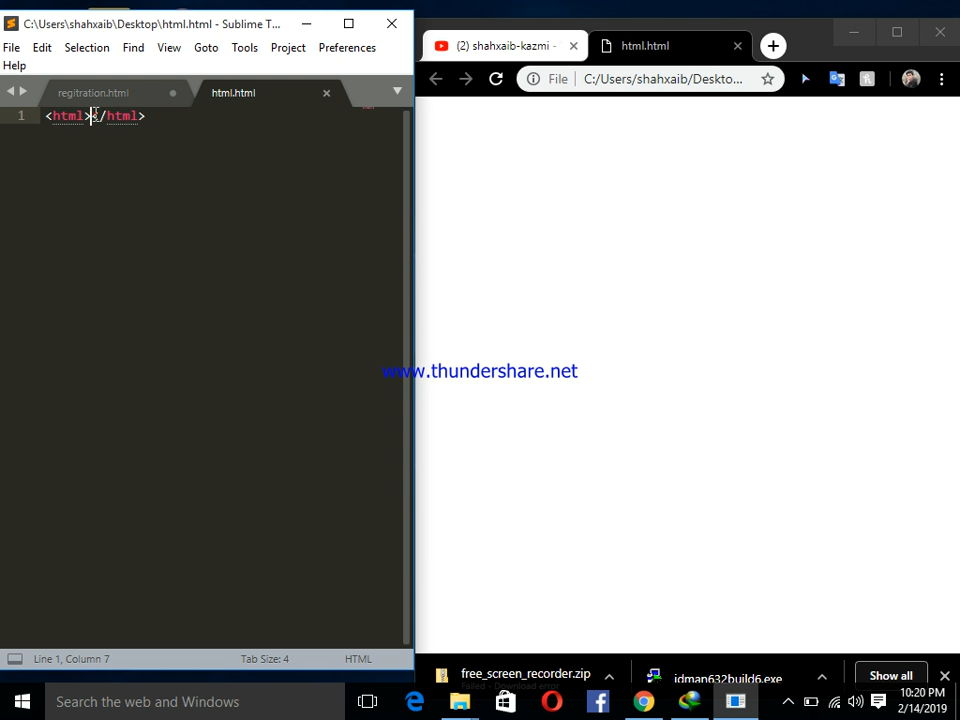 C:\Users\shahxaib\Desktop\html.html - Sublime T...
File Edit Selection Find View Goto Tools Project Preferences
Help
regitration.html
html.html
1 <html></html>
Line 1, Column 7
Tab Size: 4
HTML
(2) shahxaib-kazmi -
html.html
File C:/Users/shahxaib/Deskto...
www.thundershare.net
free_screen_recorder.zip
Failed - Download error
idman632build6.exe
Show all
Search the web and Windows
10:20 PM
2/14/2019